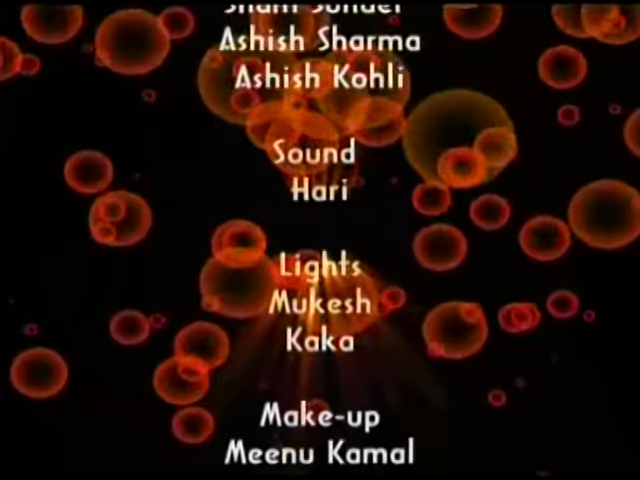 Ashish Sharma
Ashish Kohli
Sound
Hari
Lights
Mukesh
Kaka
Make-up
Meenu Kamal